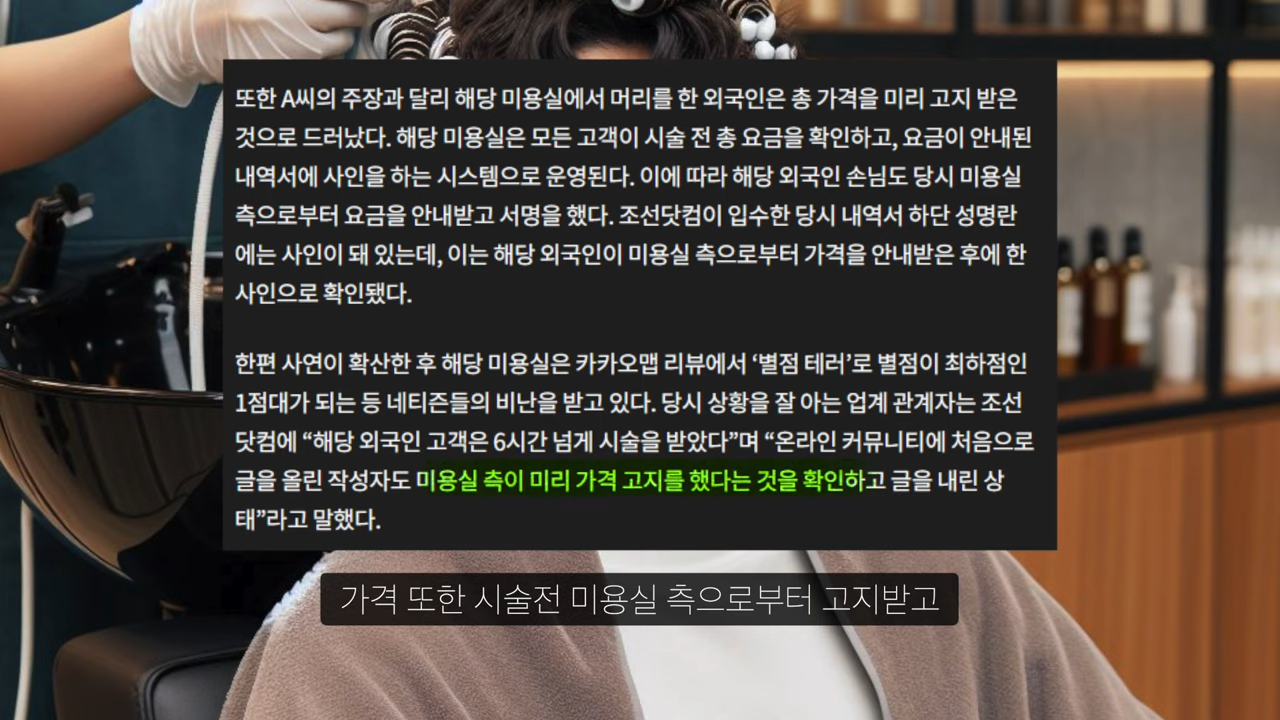 또한 A씨의 주장과 달리 해당 미용실에서 머리를 한 외국인은 총 가격을 미리 고지 받은
것으로 드러났다. 해당 미용실은 모든 고객이 시술 전 총 요금을 확인하고, 요금이 안내된
내역서에 사인을 하는 시스템으로 운영된다. 이에 따라 해당 외국인 손님도 당시 미용실
측으로부터 요금을 안내받고 서명을 했다. 조선닷컴이 입수한 당시 내역서 하단 성명란
에는 사인이 돼 있는데, 이는 해당 외국인이 미용실 측으로부터 가격을 안내받은 후에 한
사인으로 확인됐다.
한편 사연이 확산한 후 해당 미용실은 카카오맵 리뷰에서 ‘별점 테러’로 별점이 최하점인
1점대가 되는 등 네티즌들의 비난을 받고 있다. 당시 상황을 잘 아는 업계 관계자는 조선
닷컴에 “해당 외국인 고객은 6시간 넘게 시술을 받았다”며 “온라인 커뮤니티에 처음으로
글을 올린 작성자도 미용실 측이 미리 가격 고지를 했다는 것을 확인하고 글을 내린 상
태”라고 말했다.
가격 또한 시술전 미용실 측으로부터 고지받고